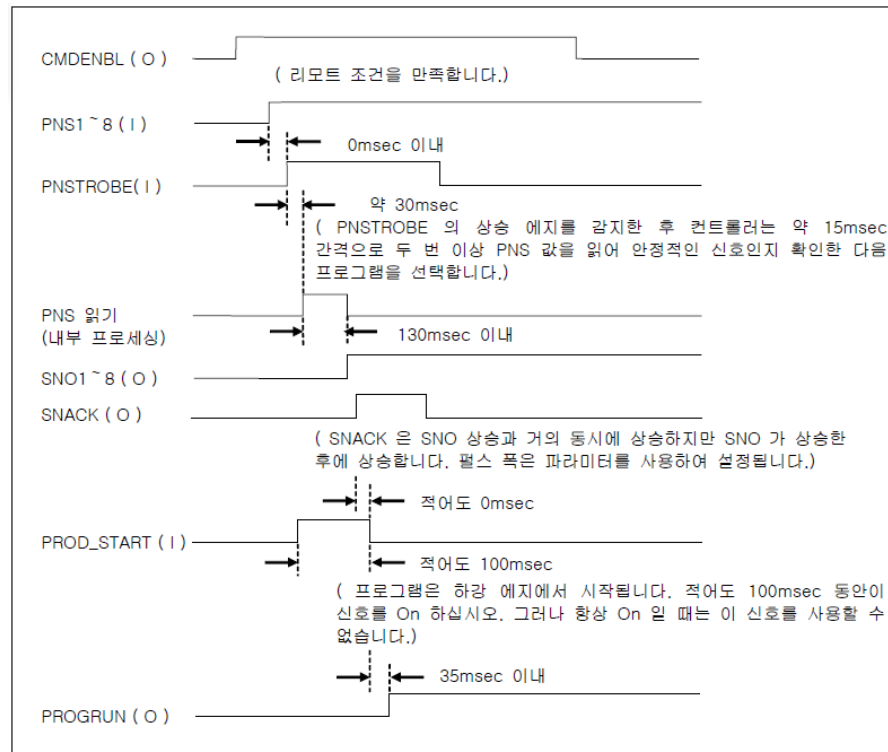 CMDENBL ( O )
( 리모트 조건을 만족합니다.)
PNS1~8 ( I )
0msec 이내
PNSTROBE( I )
약 30msec
( PNSTROBE 의 상승 에지를 감지한 후 컨트롤러는 약 15msec
간격으로 두 번 이상 PNS 값을 읽어 안정적인 신호인지 확인한 다음
프로그램을 선택합니다.)
PNS 읽기
(내부 프로세싱)
130msec 이내
SNO1~8 ( O )
SNACK ( O )
( SNACK 은 SNO 상승과 거의 동시에 상승하지만 SNO 가 상승한
후에 상승합니다. 펄스 폭은 파라미터를 사용하여 설정됩니다.)
적어도 0msec
PROD_START ( I )
적어도 100msec
( 프로그램은 하강 에지에서 시작됩니다. 적어도 100msec 동안이
신호를 On 하십시오. 그러나 항상 On 일 때는 이 신호를 사용할 수
없습니다.)
35msec 이내
PROGRUN ( O )